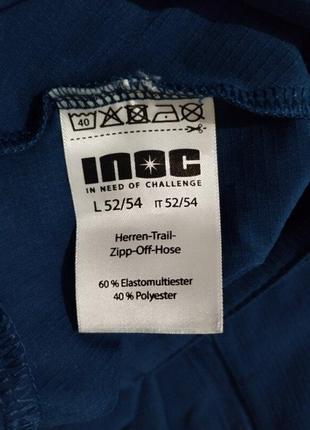 40
INOC
IN NEED OF CHALLENGE
L 52/54 IT 52/54
Herren-Trail-
Zipp-Off-Hose
60 % Elastomultiester
40 % Polyester